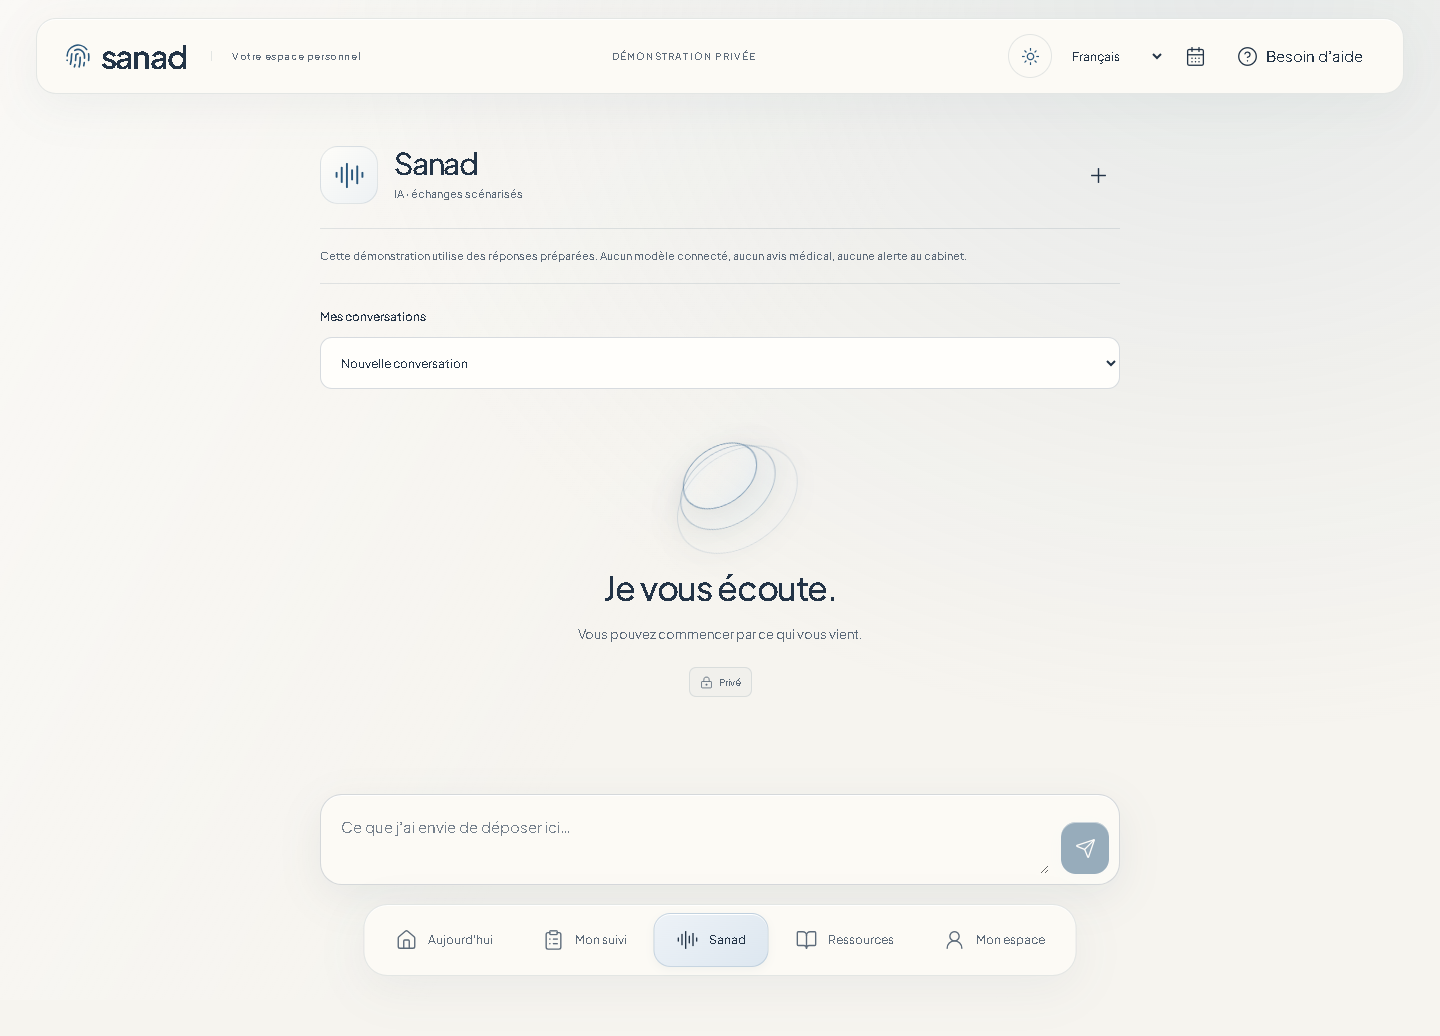 sanad
Votre espace personnel
DÉMONSTRATION PRIVÉE
Français
Besoin d’aide
Sanad
IA · échanges scénarisés
Cette démonstration utilise des réponses préparées. Aucun modèle connecté, aucun avis médical, aucune alerte au cabinet.
Mes conversations
Nouvelle conversation
Je vous écoute.
Vous pouvez commencer par ce qui vous vient.
Privé
Ce que j’ai envie de déposer ici…
Aujourd'hui
Mon suivi
Sanad
Ressources
Mon espace